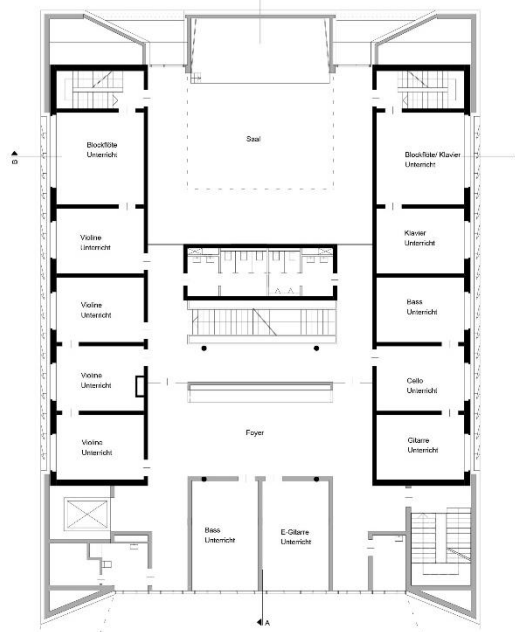 Saal
B
Blockflöte
Unterricht
Blockflöte/ Klavier
Unterricht
Violine
Unterricht
Klavier
Unterricht
Violine
Unterricht
Bass
Unterricht
Violine
Unterricht
Cello
Unterricht
Violine
Unterricht
Foyer
Gitarre
Unterricht
Bass
Unterricht
E-Gitarre
Unterricht
A